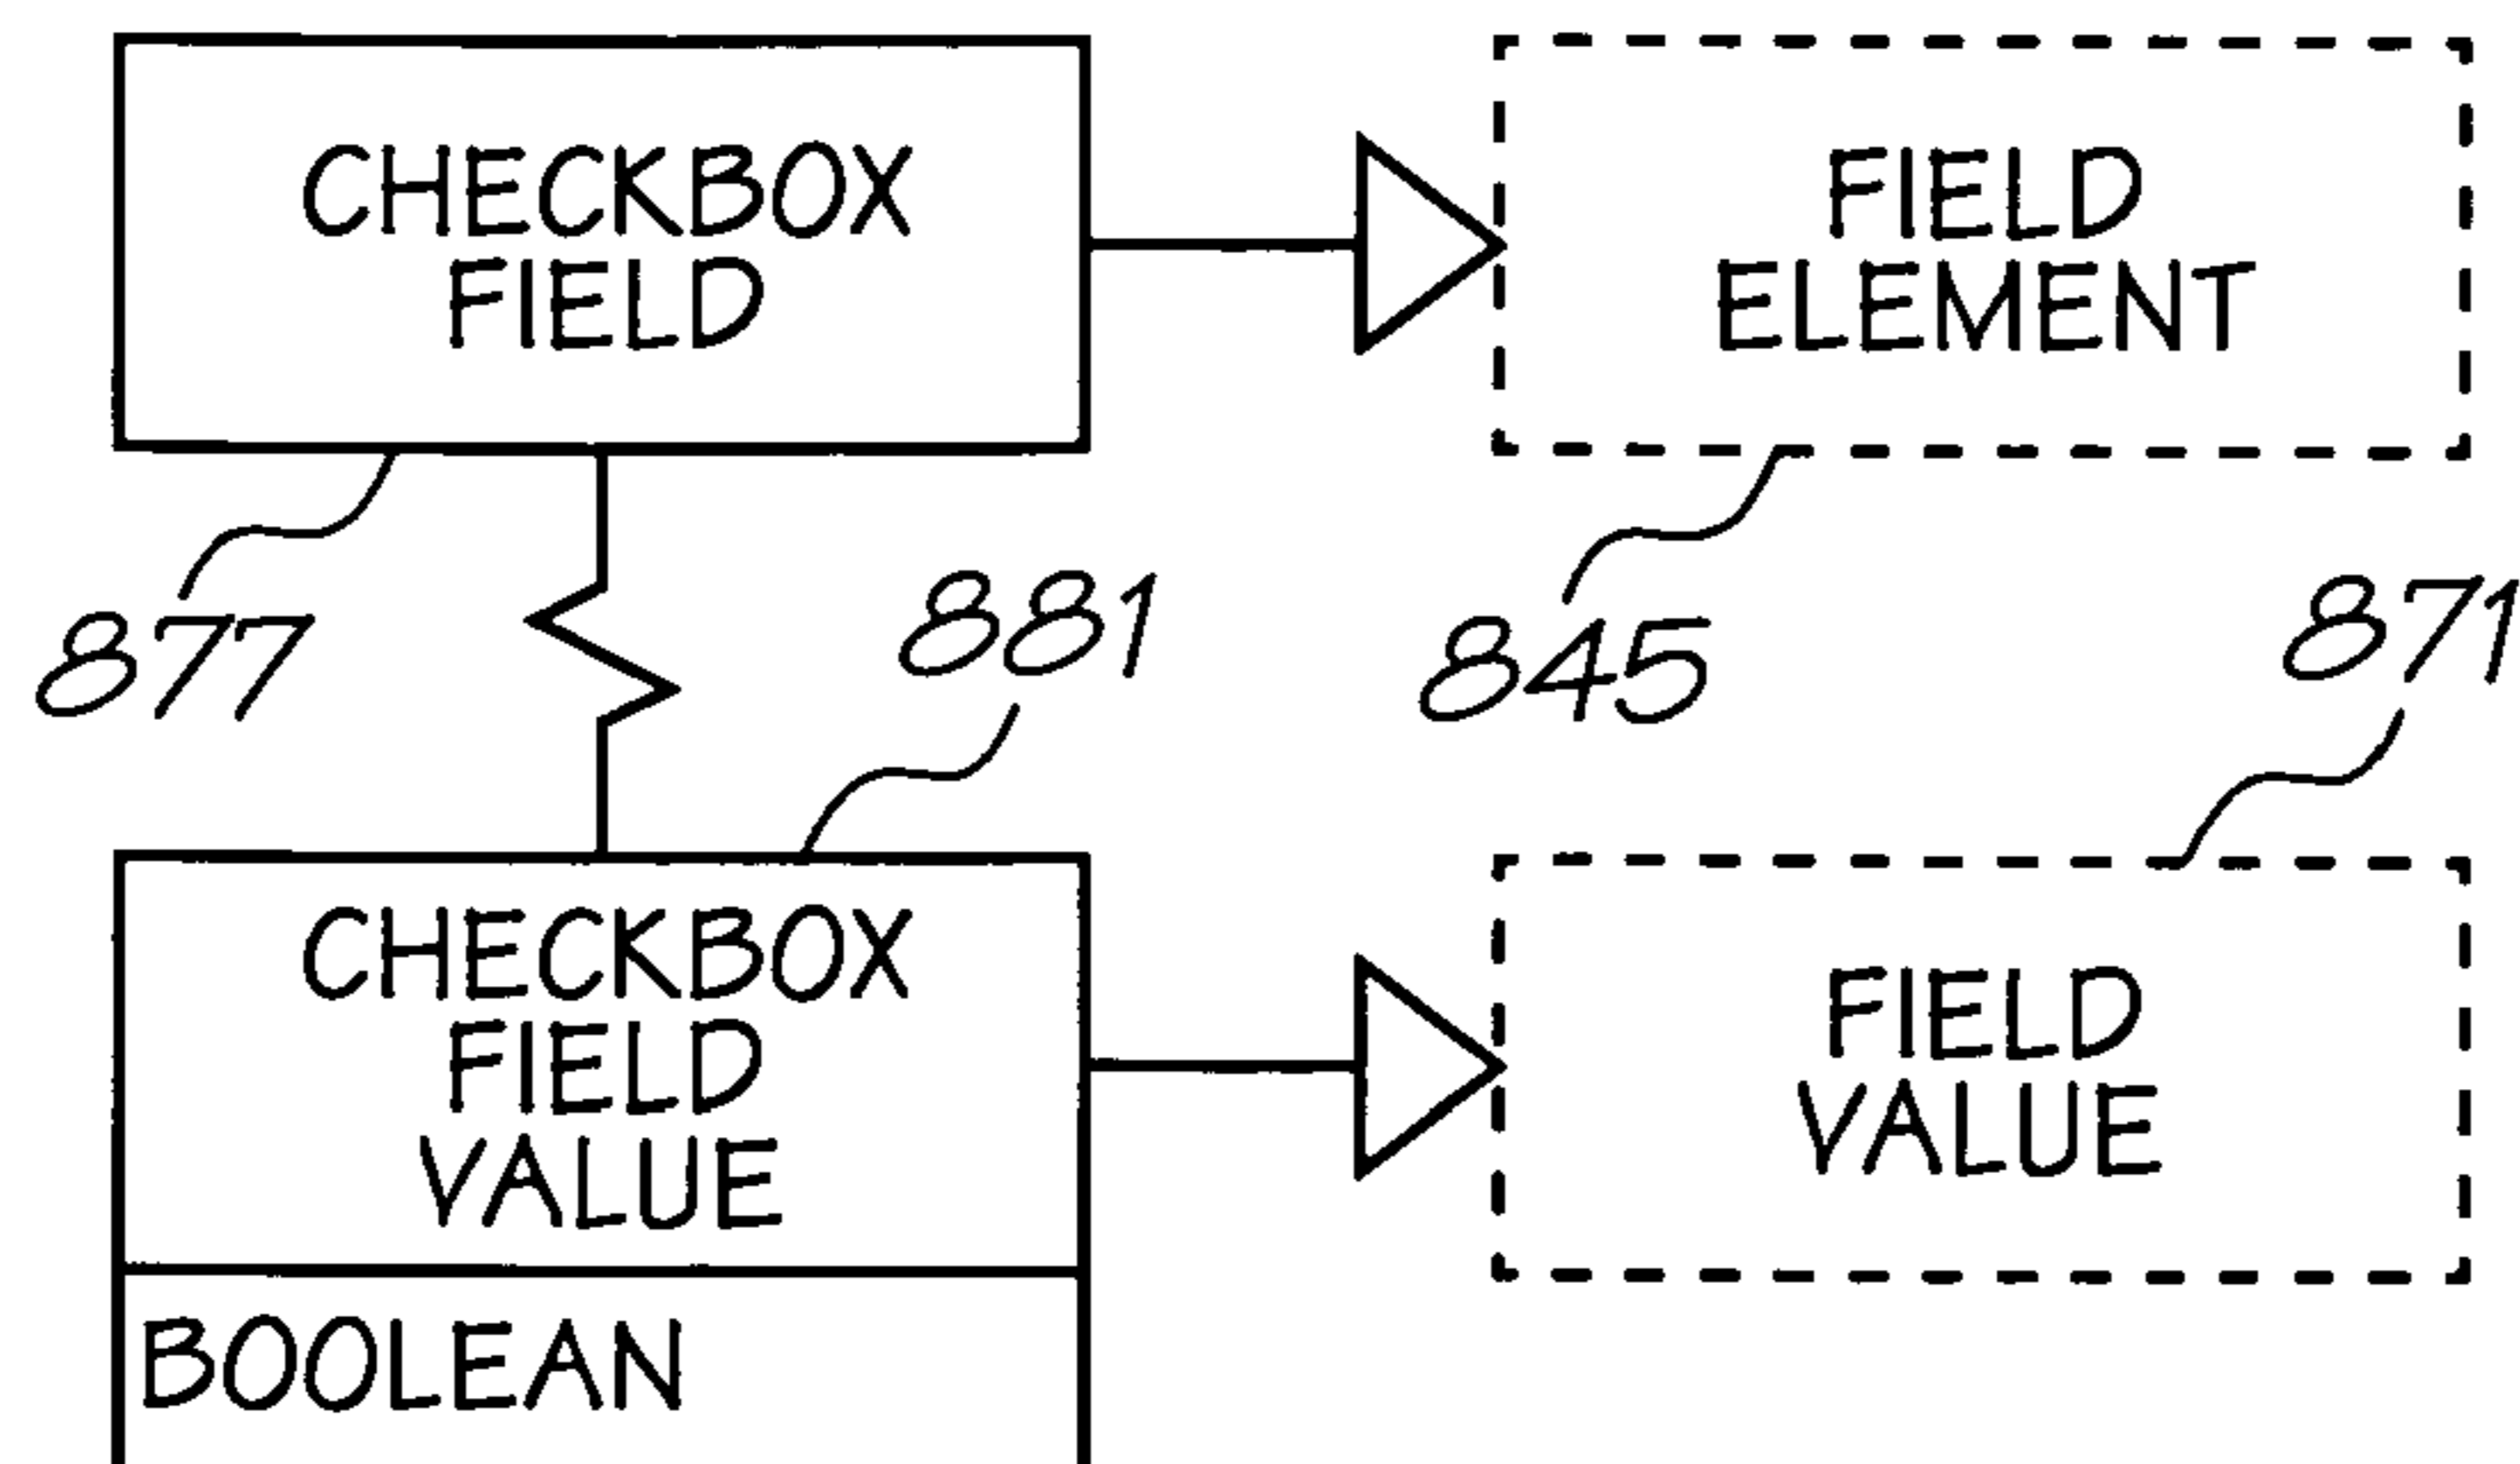 CHECKBOX
FIELD
FIELD
ELEMENT
877
881
845
871
CHECKBOX
FIELD
VALUE
FIELD
VALUE
BOOLEAN